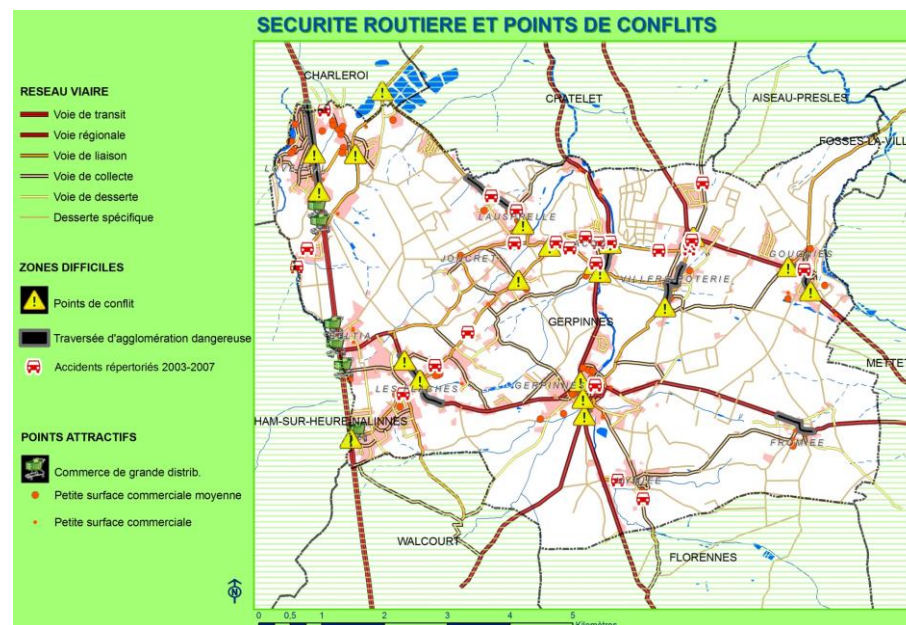 SECURITE ROUTIERE ET POINTS DE CONFLITS
RESEAU VIAIRE
Voie de transit
Voie régionale
Voie de liaison
Voie de collecte
Voie de desserte
Desserte spécifique
ZONES DIFFICILES
Points de conflit
Traversée d'agglomération dangereuse
Accidents répertoriés 2003-2007
POINTS ATTRACTIFS
Commerce de grande distrib.
Petite surface commerciale moyenne
Petite surface commerciale
N
CHARLEROI
CHATELET
AISEAU-PRESLES
FOSSES-LA-VILL
LAUSPRELLE
JONCRET
GOUGNIES
GERPINNES
METTET
GERPINNES
HAM-SUR-HEURE-NALINNES
FROMIEE
WALCOURT
FLORENNES
0 0,5 1 2 3 4 5
Kilomètres